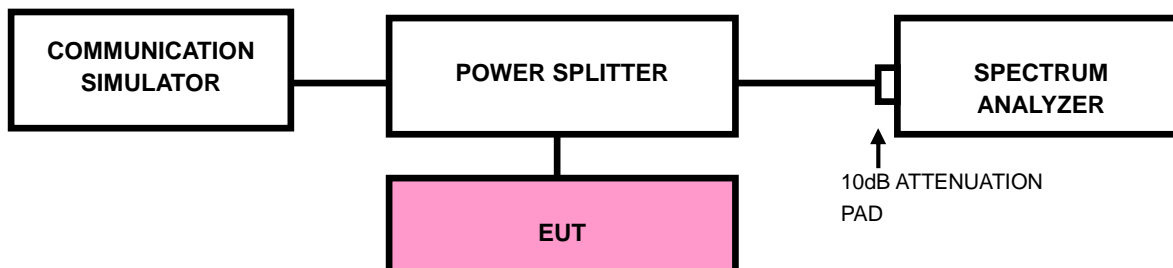 COMMUNICATION
SIMULATOR
POWER SPLITTER
SPECTRUM
ANALYZER
10dB ATTENUATION
PAD
EUT